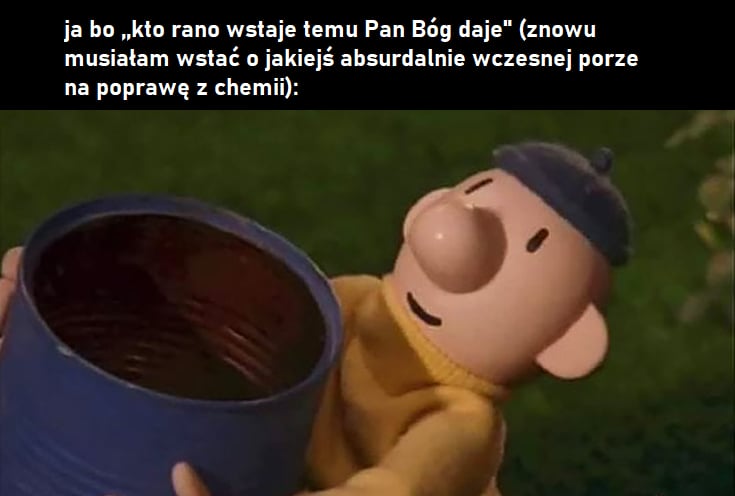 ja bo „kto rano wstaje temu Pan Bóg daje" (znowu
musiałam wstać o jakiejś absurdalnie wczesnej porze
na poprawę z chemii):